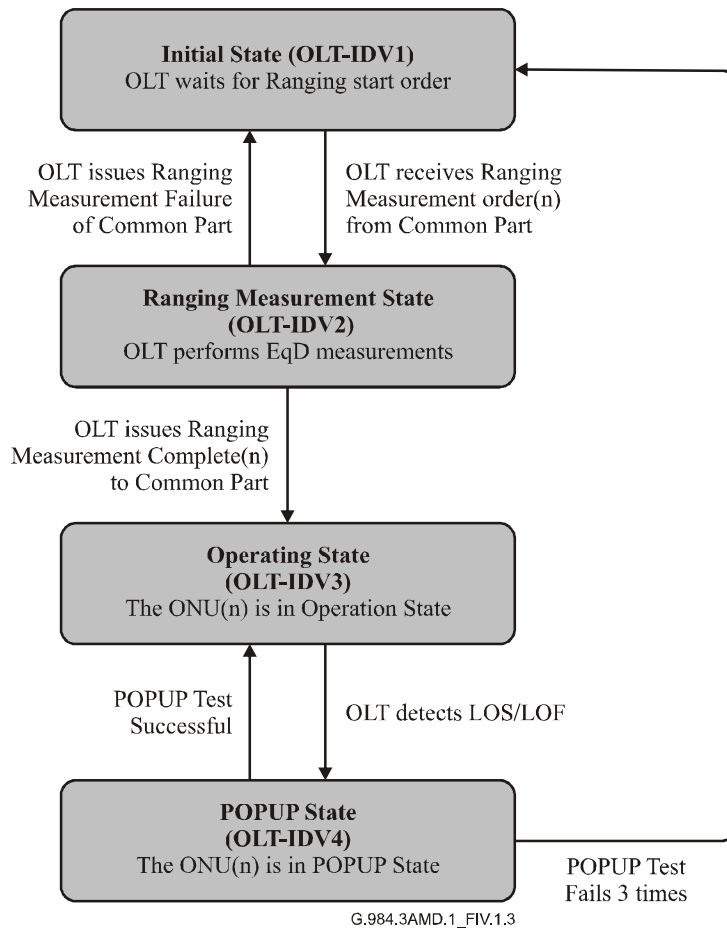 Initial State (OLT-IDV1)
OLT waits for Ranging start order
OLT issues Ranging
Measurement Failure
of Common Part
OLT receives Ranging
Measurement order(n)
from Common Part
Ranging Measurement State
(OLT-IDV2)
OLT performs EqD measurements
OLT issues Ranging
Measurement Complete(n)
to Common Part
Operating State
(OLT-IDV3)
The ONU(n) is in Operation State
POPUP Test
Successful
OLT detects LOS/LOF
POPUP State
(OLT-IDV4)
The ONU(n) is in POPUP State
POPUP Test
Fails 3 times
G.984.3AMD.1_FIV.1.3